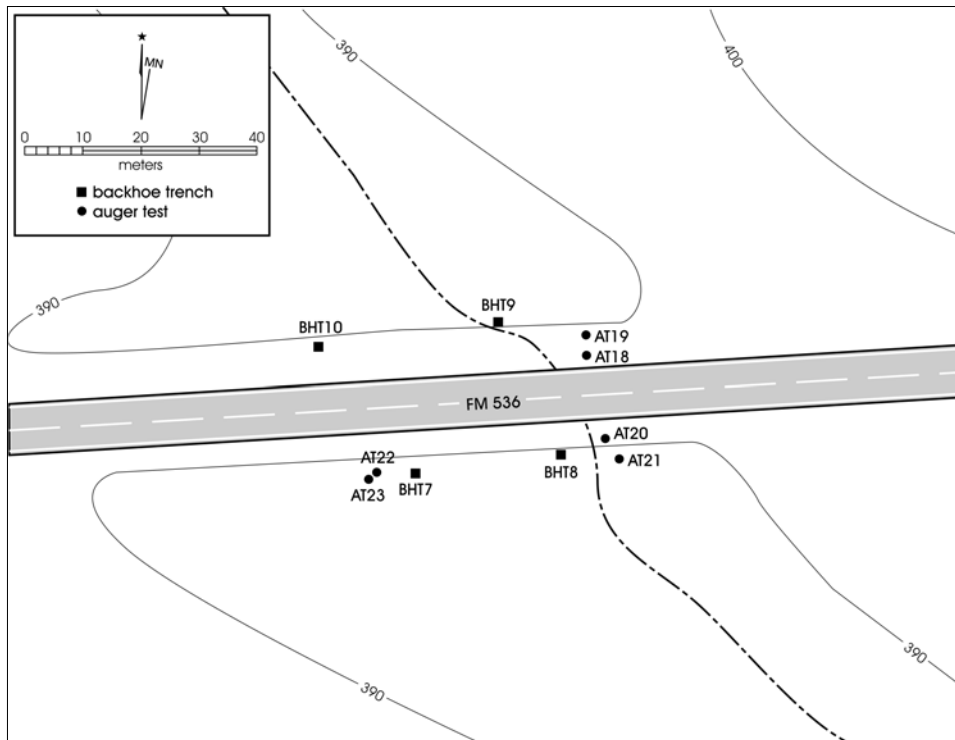 MN
0 10 20 30 40
meters
backhoe trench
auger test
390
400
390
BHT9
BHT10
AT19
AT18
FM 536
AT20
AT22
AT21
BHT8
AT23
BHT7
390
390